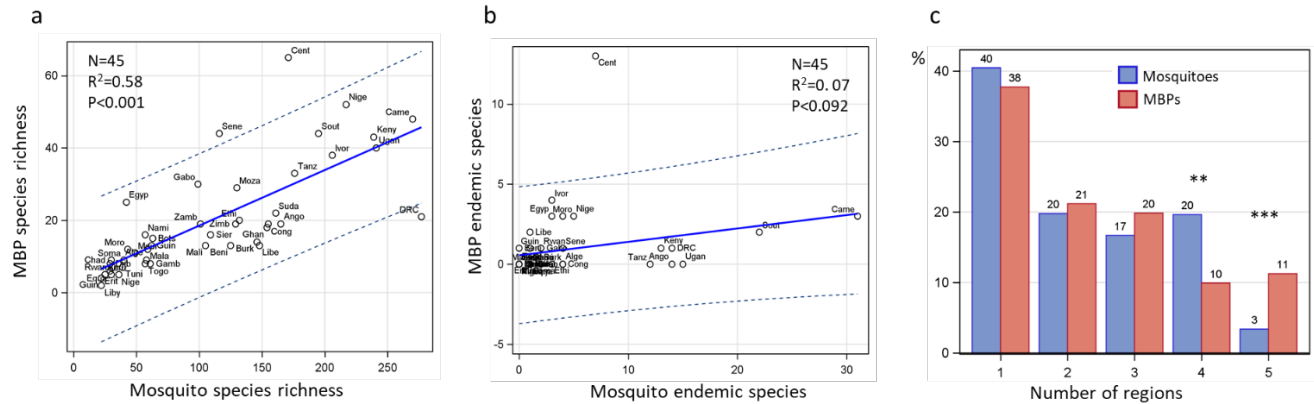 a
N=45
R²=0.58
P<0.001
Cent
Nige
Came
Sene
Sout
Keny
Ugan
Ivor
Tanz
Gabo
Moza
Egyp
Suda
DRC
Zamb
Ethi
Zimb
Ango
Nami
Sier
Ghan
Cong
Bots
Moro
Guin
Mali
Beni
Burk
Libe
Soma
Chad
Mala
Rwan
Gamb
Togo
Tuni
Erit
Nige
Guin
Liby
60
40
20
0
0
50
100
150
200
250
MBP species richness
Mosquito species richness
b
N=45
R²=0. 07
P<0.092
Cent
Ivor
Egyp
Moro
Nige
Came
Libe
Sout
Guin
Rwan
Sene
Keny
DRC
Alge
Tanz
Ango
Ugan
Cong
Ethi
10
5
0
-5
0
10
20
30
MBP endemic species
Mosquito endemic species
c
%
40
38
Mosquitoes
MBPs
20
21
17
20
**
20
10
***
3
11
40
30
20
10
0
1
2
3
4
5
Number of regions